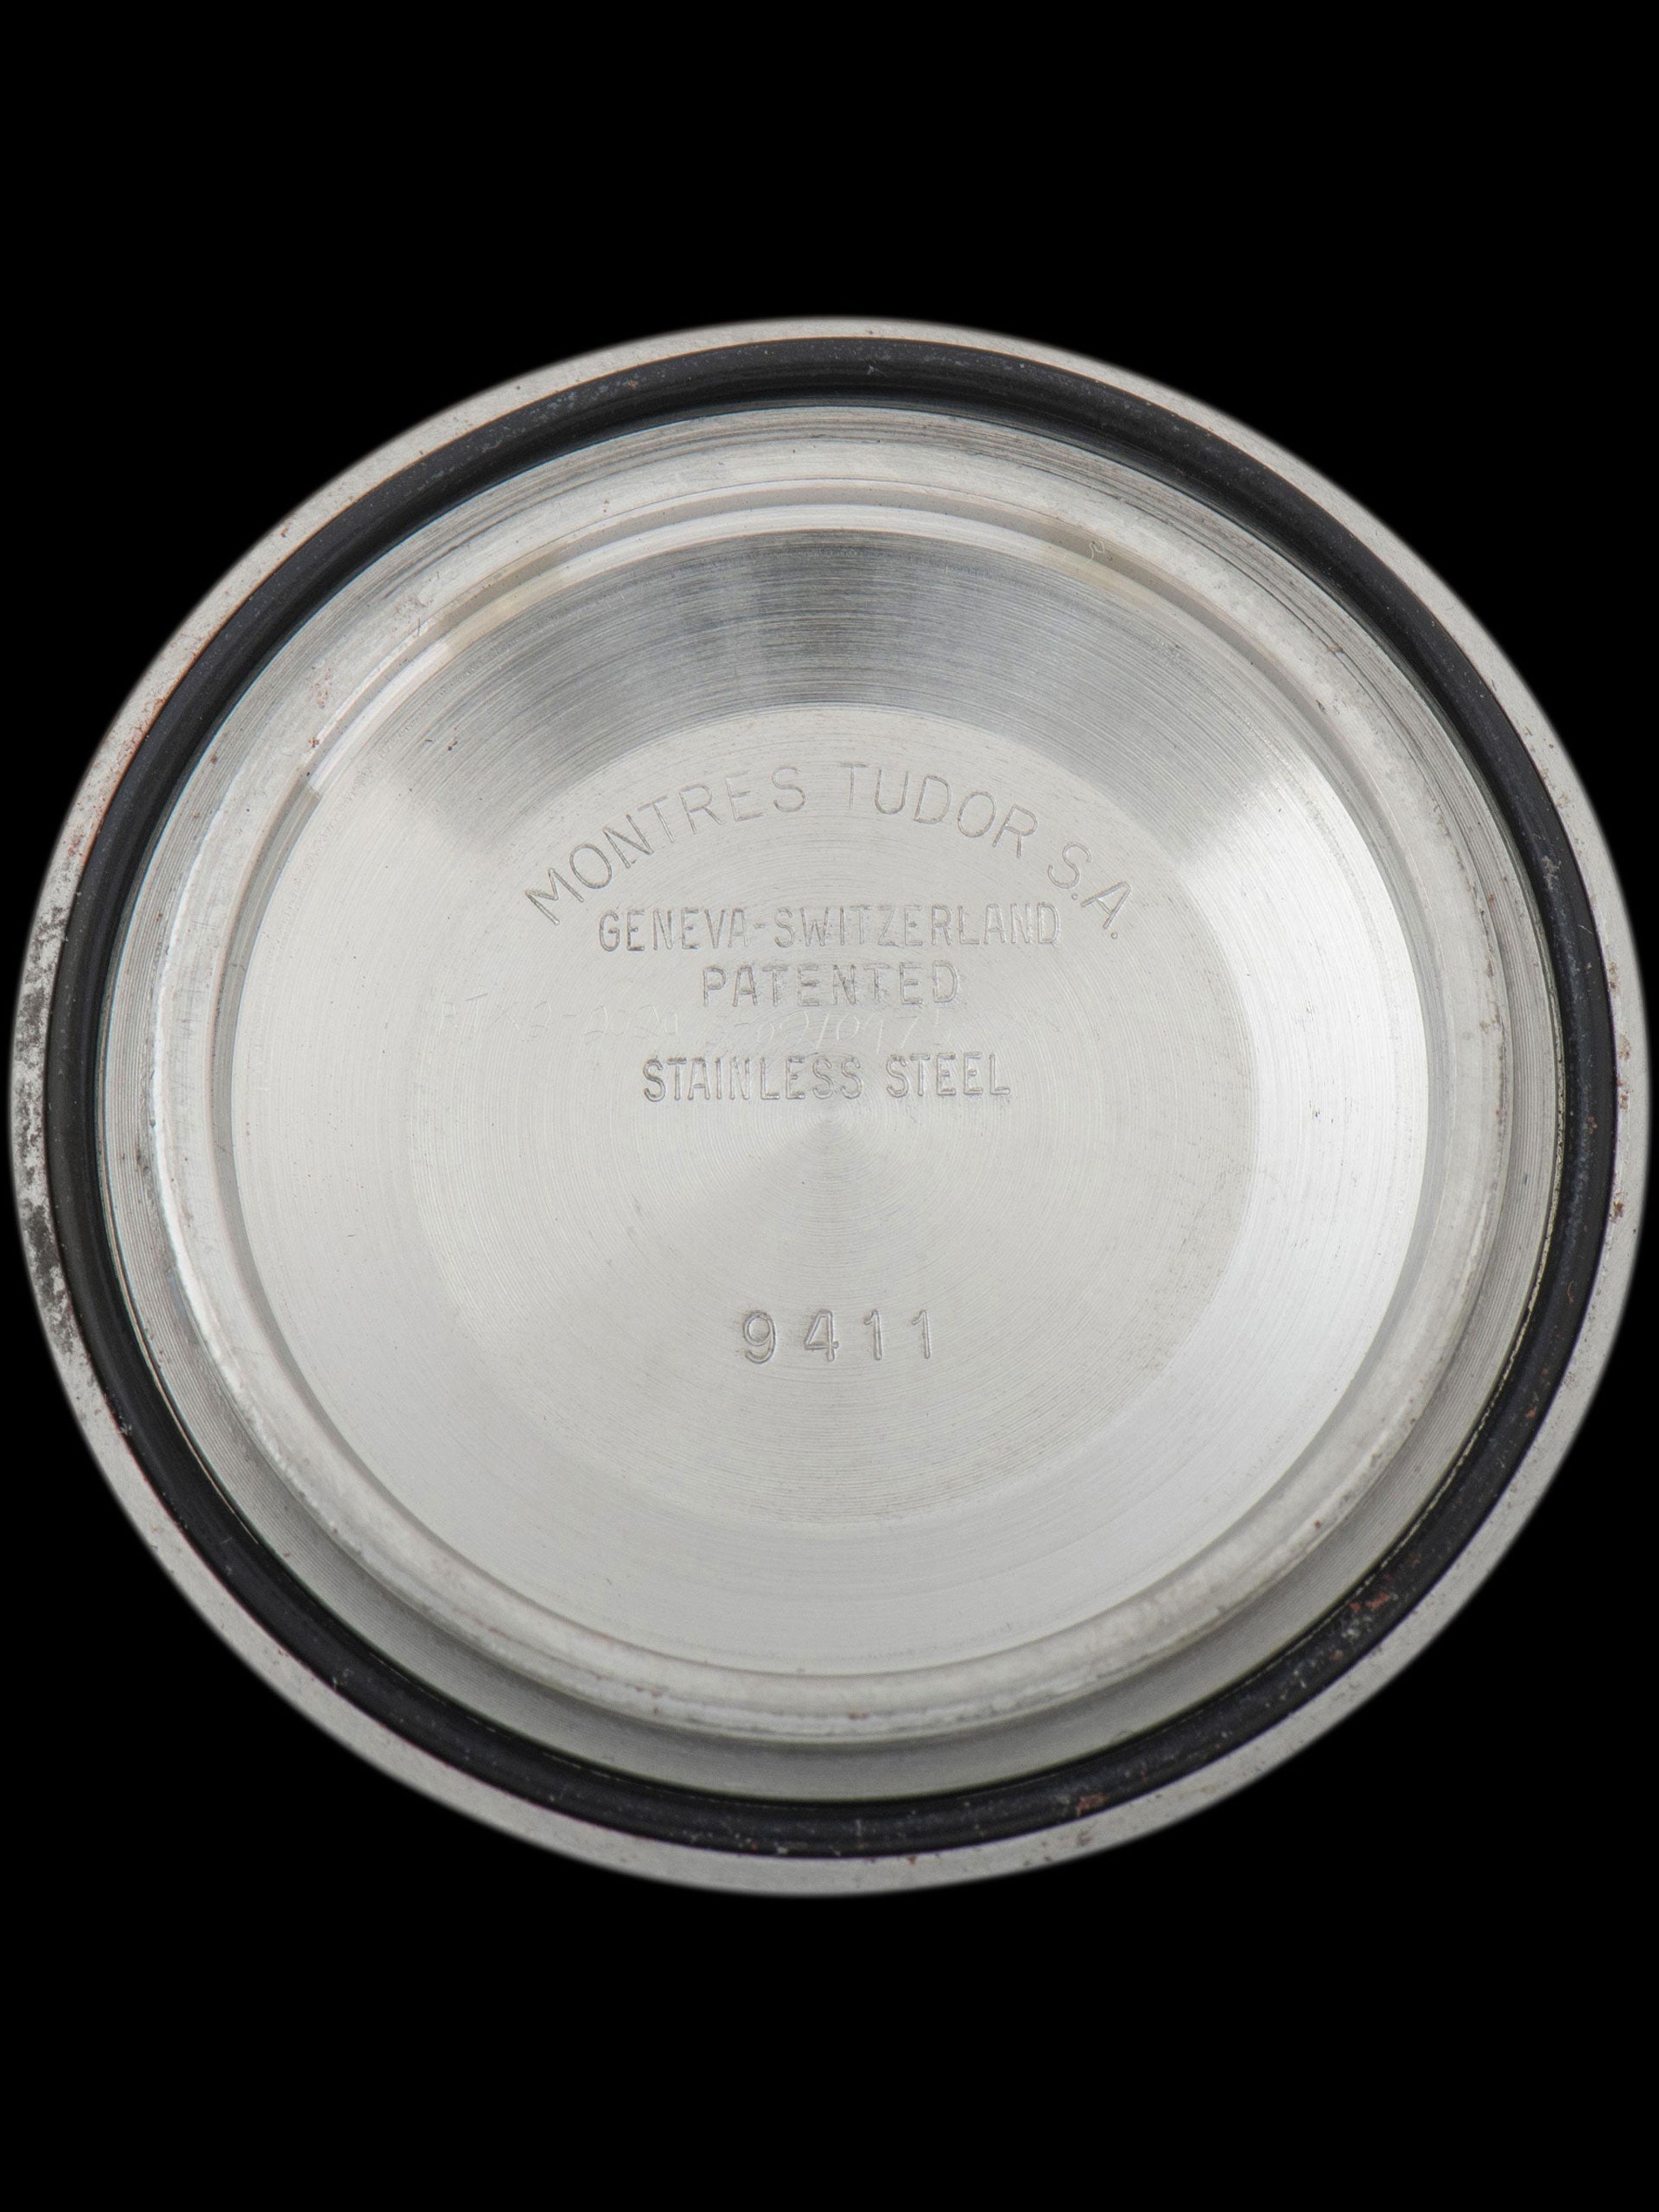 MONTRES TUDOR S.A.
GENEVA-SWITZERLAND
PATENTED
STAINLESS STEEL
9411